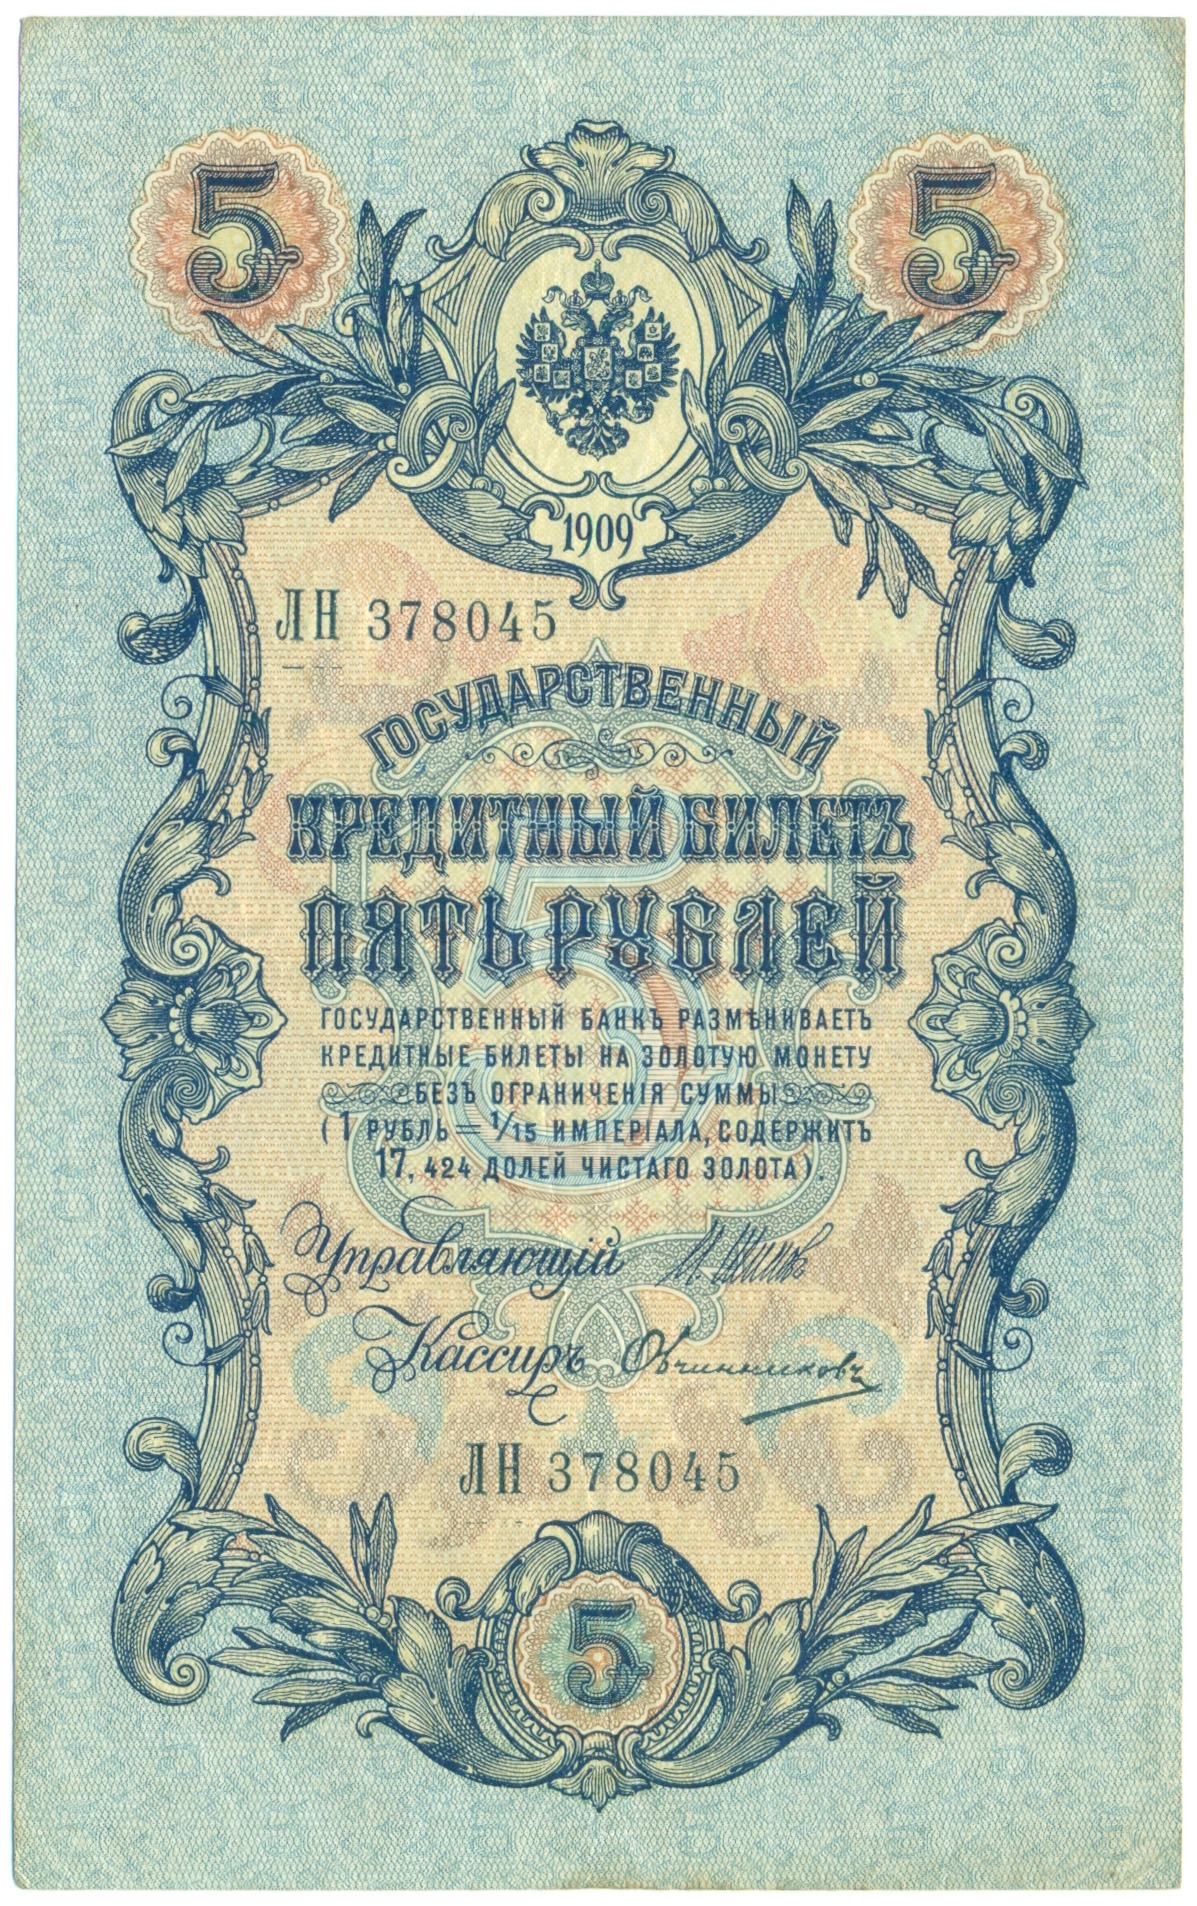 5 5
1909
ЛН 378045
ГОСУДАРСТВЕННЫЙ
КРЕДИТНЫЙ БИЛЕТЪ
ПЯТЬ РУБЛЕЙ
5
ГОСУДАРСТВЕННЫЙ БАНКЪ РАЗМѢНИВАЕТЪ
КРЕДИТНЫЕ БИЛЕТЫ НА ЗОЛОТУЮ МОНЕТУ
БЕЗЪ ОГРАНИЧЕНІЯ СУММЫ
(1 РУБЛЬ = 1/15 ИМПЕРІАЛА, СОДЕРЖИТЪ
17, 424 ДОЛЕЙ ЧИСТАГО ЗОЛОТА).
Управляющій И. Шиповъ
Кассиръ Овчинниковъ
ЛН 378045
5